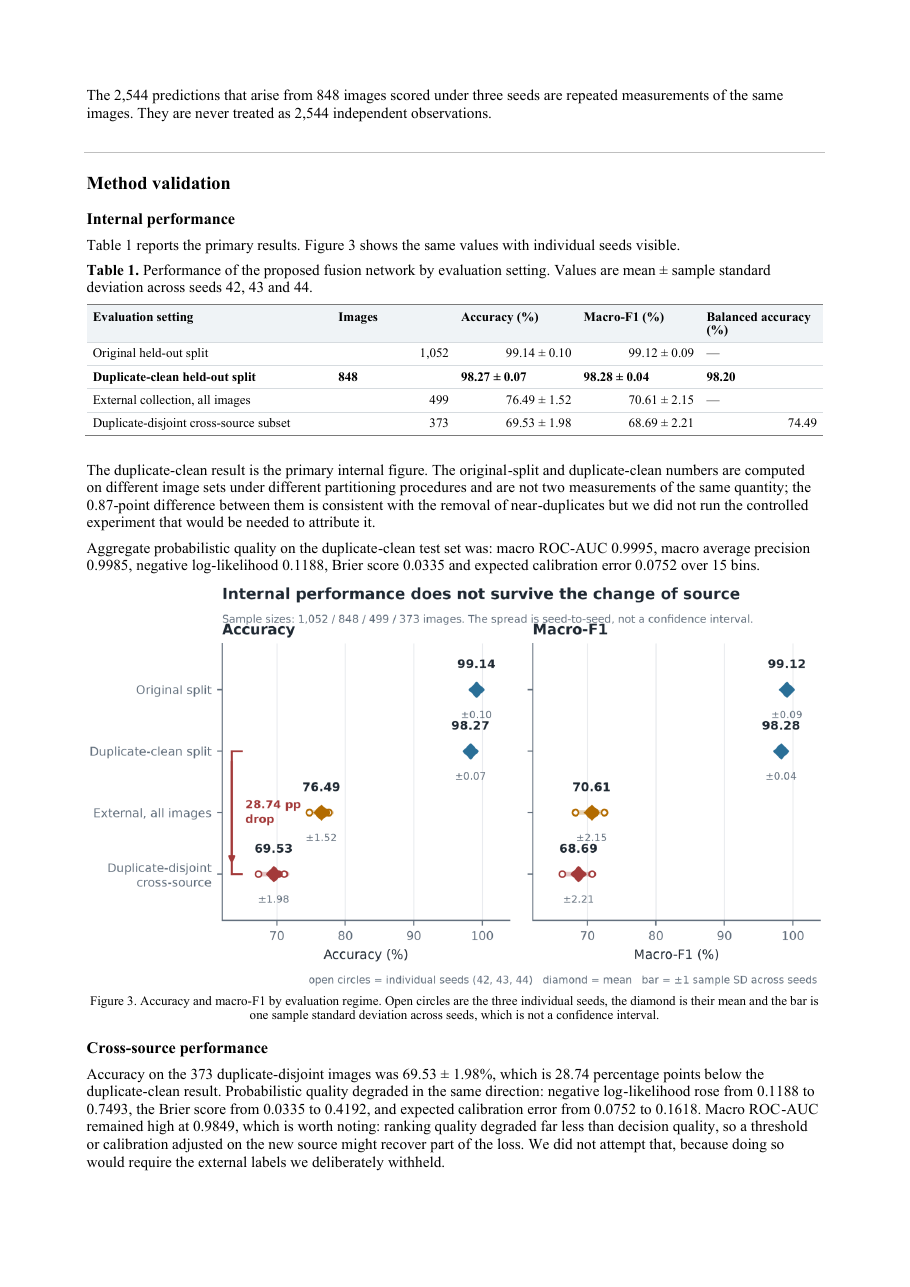 The 2,544 predictions that arise from 848 images scored under three seeds are repeated measurements of the same
images. They are never treated as 2,544 independent observations.
Method validation
Internal performance
Table 1 reports the primary results. Figure 3 shows the same values with individual seeds visible.
Table 1. Performance of the proposed fusion network by evaluation setting. Values are mean ± sample standard
deviation across seeds 42, 43 and 44.
Evaluation setting Images Accuracy (%) Macro-F1 (%) Balanced accuracy
(%)
Original held-out split 1,052 99.14 ± 0.10 99.12 ± 0.09 —
Duplicate-clean held-out split 848 98.27 ± 0.07 98.28 ± 0.04 98.20
External collection, all images 499 76.49 ± 1.52 70.61 ± 2.15 —
Duplicate-disjoint cross-source subset 373 69.53 ± 1.98 68.69 ± 2.21 74.49
The duplicate-clean result is the primary internal figure. The original-split and duplicate-clean numbers are computed
on different image sets under different partitioning procedures and are not two measurements of the same quantity; the
0.87-point difference between them is consistent with the removal of near-duplicates but we did not run the controlled
experiment that would be needed to attribute it.
Aggregate probabilistic quality on the duplicate-clean test set was: macro ROC-AUC 0.9995, macro average precision
0.9985, negative log-likelihood 0.1188, Brier score 0.0335 and expected calibration error 0.0752 over 15 bins.
Internal performance does not survive the change of source
Sample sizes: 1,052 / 848 / 499 / 373 images. The spread is seed-to-seed, not a confidence interval.
Accuracy Macro-F1
99.14 99.12
Original split
±0.10 ±0.09
98.27 98.28
Duplicate-clean split
±0.07 ±0.04
76.49 70.61
28.74 pp
drop
External, all images
±1.52 ±2.15
69.53 68.69
Duplicate-disjoint
cross-source
±1.98 ±2.21
70 80 90 100 70 80 90 100
Accuracy (%) Macro-F1 (%)
open circles = individual seeds (42, 43, 44) diamond = mean bar = ±1 sample SD across seeds
Figure 3. Accuracy and macro-F1 by evaluation regime. Open circles are the three individual seeds, the diamond is their mean and the bar is
one sample standard deviation across seeds, which is not a confidence interval.
Cross-source performance
Accuracy on the 373 duplicate-disjoint images was 69.53 ± 1.98%, which is 28.74 percentage points below the
duplicate-clean result. Probabilistic quality degraded in the same direction: negative log-likelihood rose from 0.1188 to
0.7493, the Brier score from 0.0335 to 0.4192, and expected calibration error from 0.0752 to 0.1618. Macro ROC-AUC
remained high at 0.9849, which is worth noting: ranking quality degraded far less than decision quality, so a threshold
or calibration adjusted on the new source might recover part of the loss. We did not attempt that, because doing so
would require the external labels we deliberately withheld.